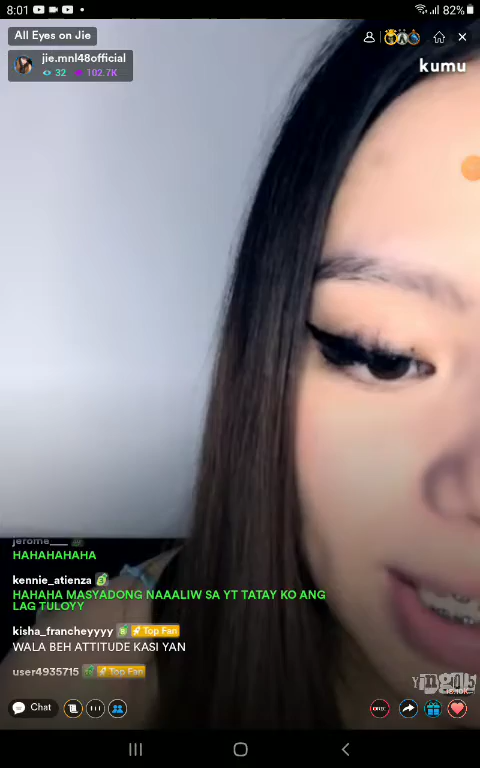 8:01
82%
All Eyes on Jie
jie.mnl48official
32
102.7K
kumu
jerome___
HAHAHAHAHA
kennie_atienza
HAHAHA MASYADONG NAAALIW SA YT TATAY KO ANG
LAG TULOYY
kisha_francheyyyy Top Fan
WALA BEH ATTITUDE KASI YAN
user4935715 Top Fan
Chat